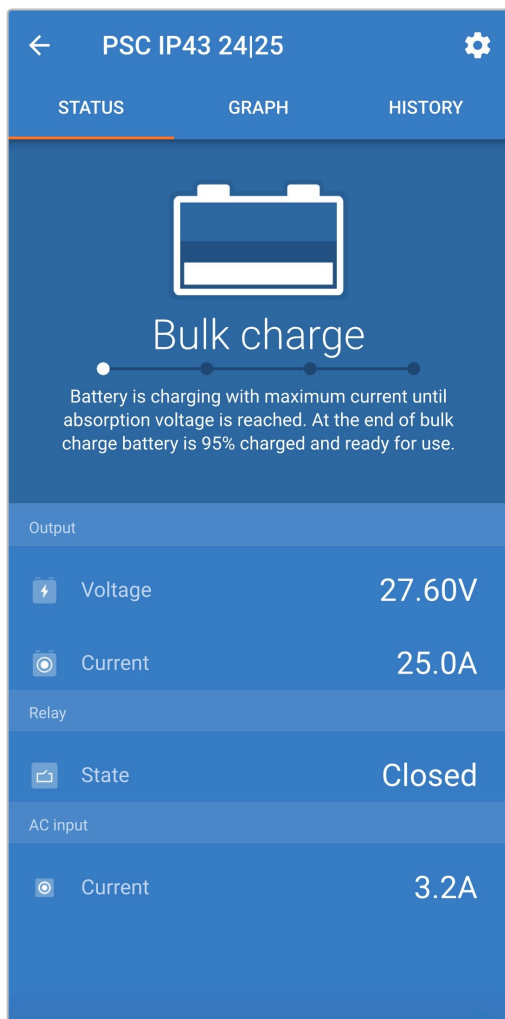 PSC IP43 24|25
STATUS GRAPH HISTORY
Bulk charge
Battery is charging with maximum current until
absorption voltage is reached. At the end of bulk
charge battery is 95% charged and ready for use.
Output
Voltage 27.60V
Current 25.0A
Relay
State Closed
AC input
Current 3.2A